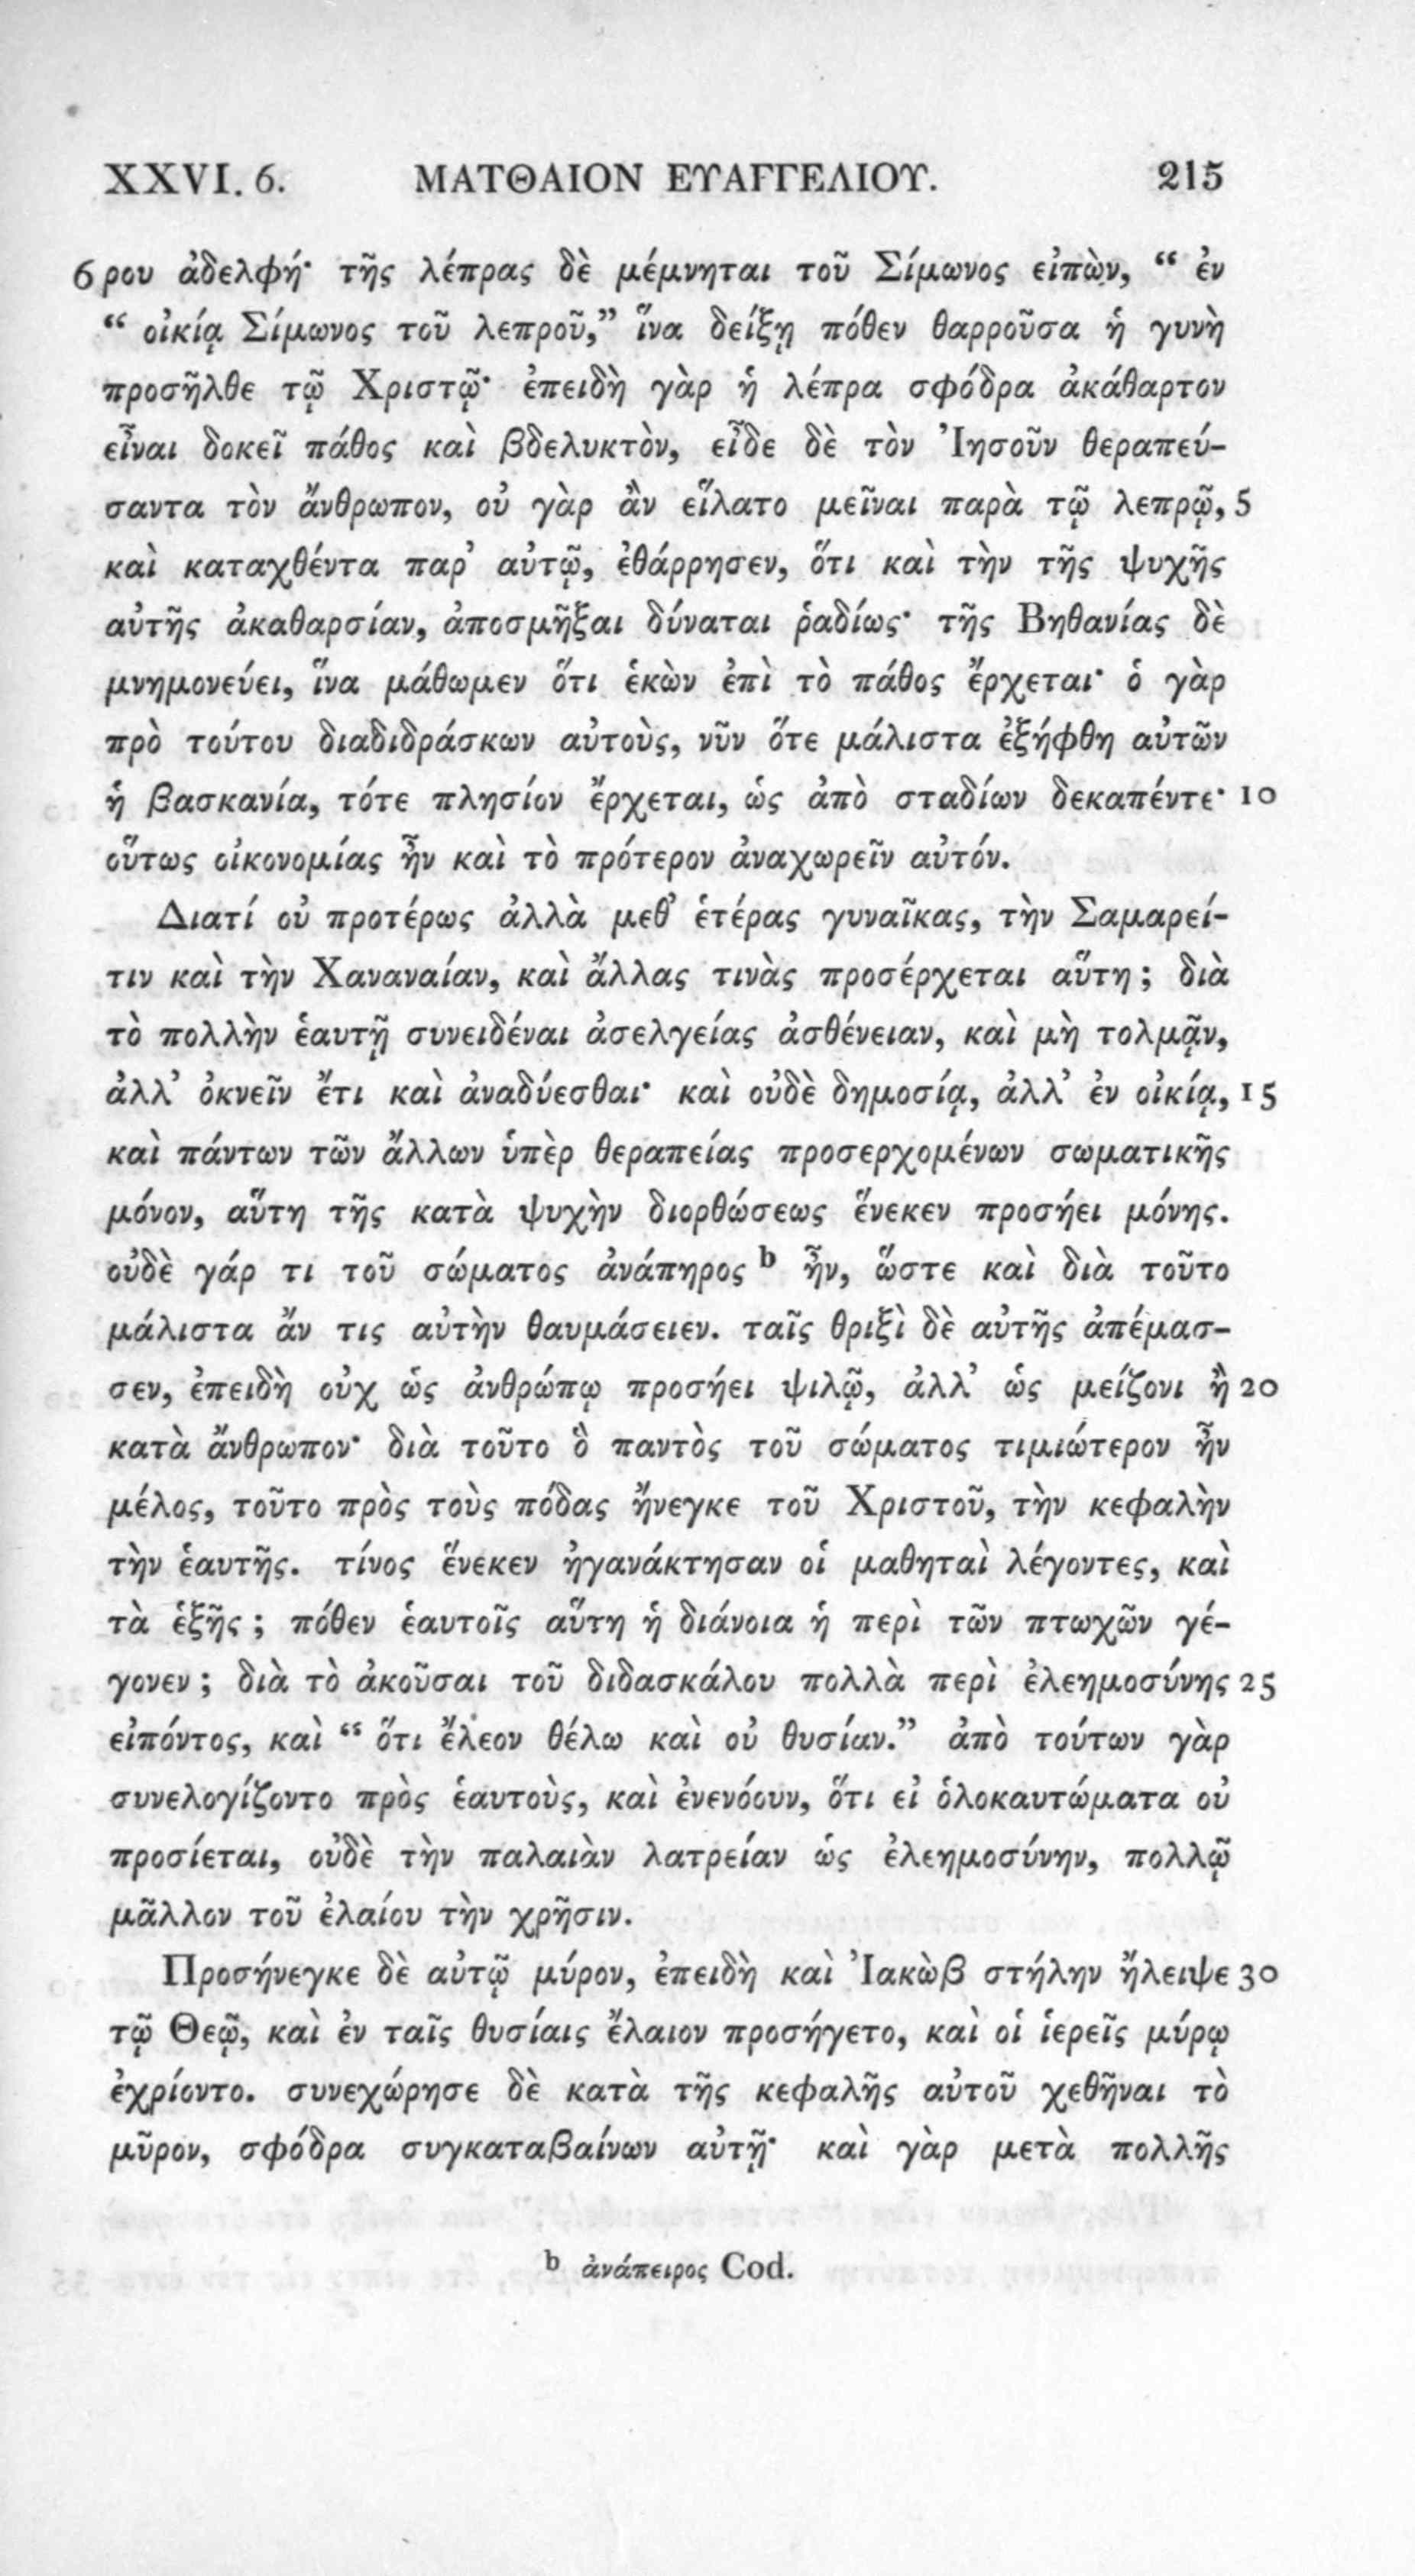 XXVI. 6. ΜΑΤΘΑΙΟΝ ΕΥΑΓΓΕΛΙΟΥ. 215
6 ρου ἀδελφή· τῆς λέπρας δὲ μέμνηται τοῦ Σίμωνος εἰπὼν, “ ἐν
“ οἰκίᾳ Σίμωνος τοῦ λεπροῦ,” ἵνα δείξῃ πόθεν θαρροῦσα ἡ γυνὴ
προσῆλθε τῷ Χριστῷ· ἐπειδὴ γὰρ ἡ λέπρα σφόδρα ἀκάθαρτον
εἶναι δοκεῖ πάθος καὶ βδελυκτὸν, εἶδε δὲ τὸν Ἰησοῦν θεραπεύ-
σαντα τὸν ἄνθρωπον, οὐ γὰρ ἂν εἵλατο μεῖναι παρὰ τῷ λεπρῷ, 5
καὶ καταχθέντα παρ’ αὐτῷ, ἐθάρρησεν, ὅτι καὶ τὴν τῆς ψυχῆς
αὐτῆς ἀκαθαρσίαν, ἀποσμῆξαι δύναται ῥαδίως· τῆς Βηθανίας δὲ
μνημονεύει, ἵνα μάθωμεν ὅτι ἑκὼν ἐπὶ τὸ πάθος ἔρχεται· ὁ γὰρ
πρὸ τούτου διαδιδράσκων αὐτοὺς, νῦν ὅτε μάλιστα ἐξήφθη αὐτῶν
ἡ βασκανία, τότε πλησίον ἔρχεται, ὡς ἀπὸ σταδίων δεκαπέντε· 10
οὕτως οἰκονομίας ἦν καὶ τὸ πρότερον ἀναχωρεῖν αὐτόν.
Διατί οὐ προτέρως ἀλλὰ μεθ’ ἑτέρας γυναῖκας, τὴν Σαμαρεί-
τιν καὶ τὴν Χαναναίαν, καὶ ἄλλας τινὰς προσέρχεται αὕτη ; διὰ
τὸ πολλὴν ἑαυτῇ συνειδέναι ἀσελγείας ἀσθένειαν, καὶ μὴ τολμᾷν,
ἀλλ’ ὀκνεῖν ἔτι καὶ ἀναδύεσθαι· καὶ οὐδὲ δημοσίᾳ, ἀλλ’ ἐν οἰκίᾳ, 15
καὶ πάντων τῶν ἄλλων ὑπὲρ θεραπείας προσερχομένων σωματικῆς
μόνον, αὕτη τῆς κατὰ ψυχὴν διορθώσεως ἕνεκεν προσῄει μόνης.
οὐδὲ γάρ τι τοῦ σώματος ἀνάπηρος b ἦν, ὥστε καὶ διὰ τοῦτο
μάλιστα ἄν τις αὐτὴν θαυμάσειεν. ταῖς θριξὶ δὲ αὐτῆς ἀπέμασ-
σεν, ἐπειδὴ οὐχ ὡς ἀνθρώπῳ προσῄει ψιλῷ, ἀλλ’ ὡς μείζονι ἢ 20
κατὰ ἄνθρωπον· διὰ τοῦτο ὃ παντὸς τοῦ σώματος τιμιώτερον ἦν
μέλος, τοῦτο πρὸς τοὺς πόδας ἤνεγκε τοῦ Χριστοῦ, τὴν κεφαλὴν
τὴν ἑαυτῆς. τίνος ἕνεκεν ἠγανάκτησαν οἱ μαθηταὶ λέγοντες, καὶ
τὰ ἑξῆς ; πόθεν ἑαυτοῖς αὕτη ἡ διάνοια ἡ περὶ τῶν πτωχῶν γέ-
γονεν ; διὰ τὸ ἀκοῦσαι τοῦ διδασκάλου πολλὰ περὶ ἐλεημοσύνης 25
εἰπόντος, καὶ “ ὅτι ἔλεον θέλω καὶ οὐ θυσίαν.” ἀπὸ τούτων γὰρ
συνελογίζοντο πρὸς ἑαυτοὺς, καὶ ἐνενόουν, ὅτι εἰ ὁλοκαυτώματα οὐ
προσίεται, οὐδὲ τὴν παλαιὰν λατρείαν ὡς ἐλεημοσύνην, πολλῷ
μᾶλλον τοῦ ἐλαίου τὴν χρῆσιν.
Προσήνεγκε δὲ αὐτῷ μύρον, ἐπειδὴ καὶ Ἰακὼβ στήλην ἤλειψε 30
τῷ Θεῷ, καὶ ἐν ταῖς θυσίαις ἔλαιον προσήγετο, καὶ οἱ ἱερεῖς μύρῳ
ἐχρίοντο. συνεχώρησε δὲ κατὰ τῆς κεφαλῆς αὐτοῦ χεθῆναι τὸ
μῦρον, σφόδρα συγκαταβαίνων αὐτῇ· καὶ γὰρ μετὰ πολλῆς
b ἀνάπειρος Cod.